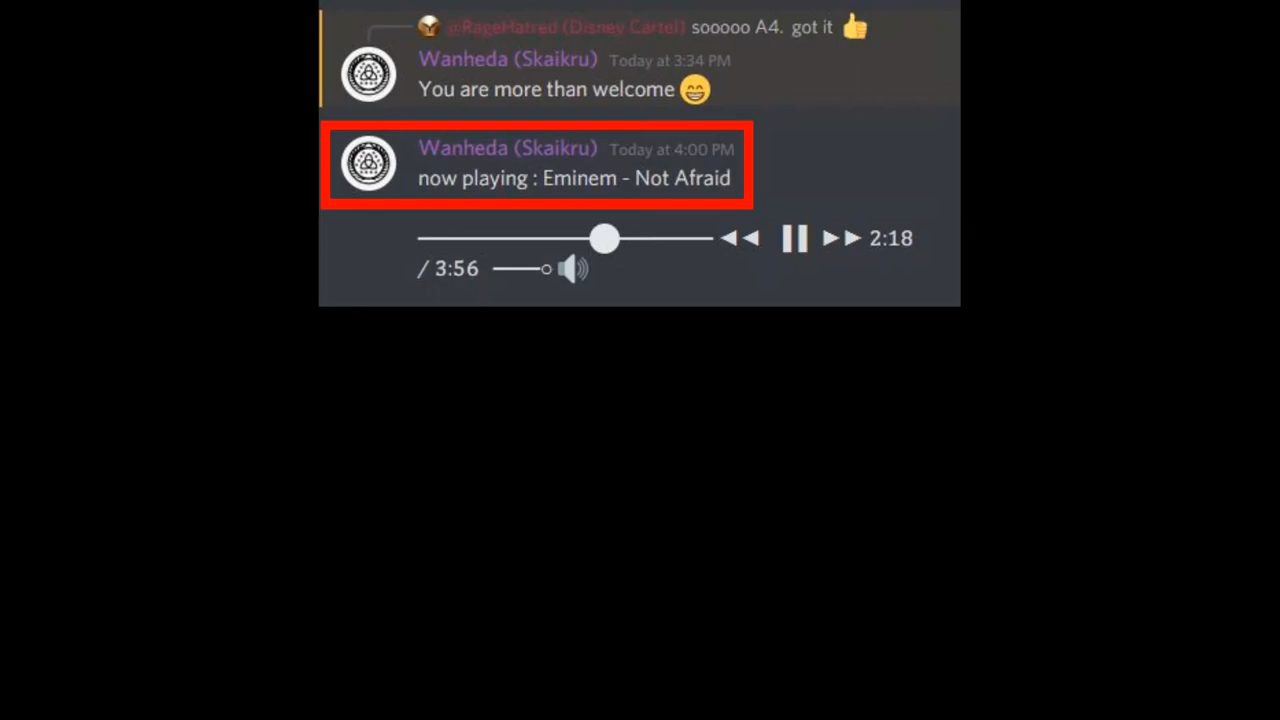 @RageHatred (Disney Cartel) sooooo A4. got it 👍
Wanheda (Skaikru) Today at 3:34 PM
You are more than welcome 😄
Wanheda (Skaikru) Today at 4:00 PM
now playing : Eminem - Not Afraid
2:18
/ 3:56